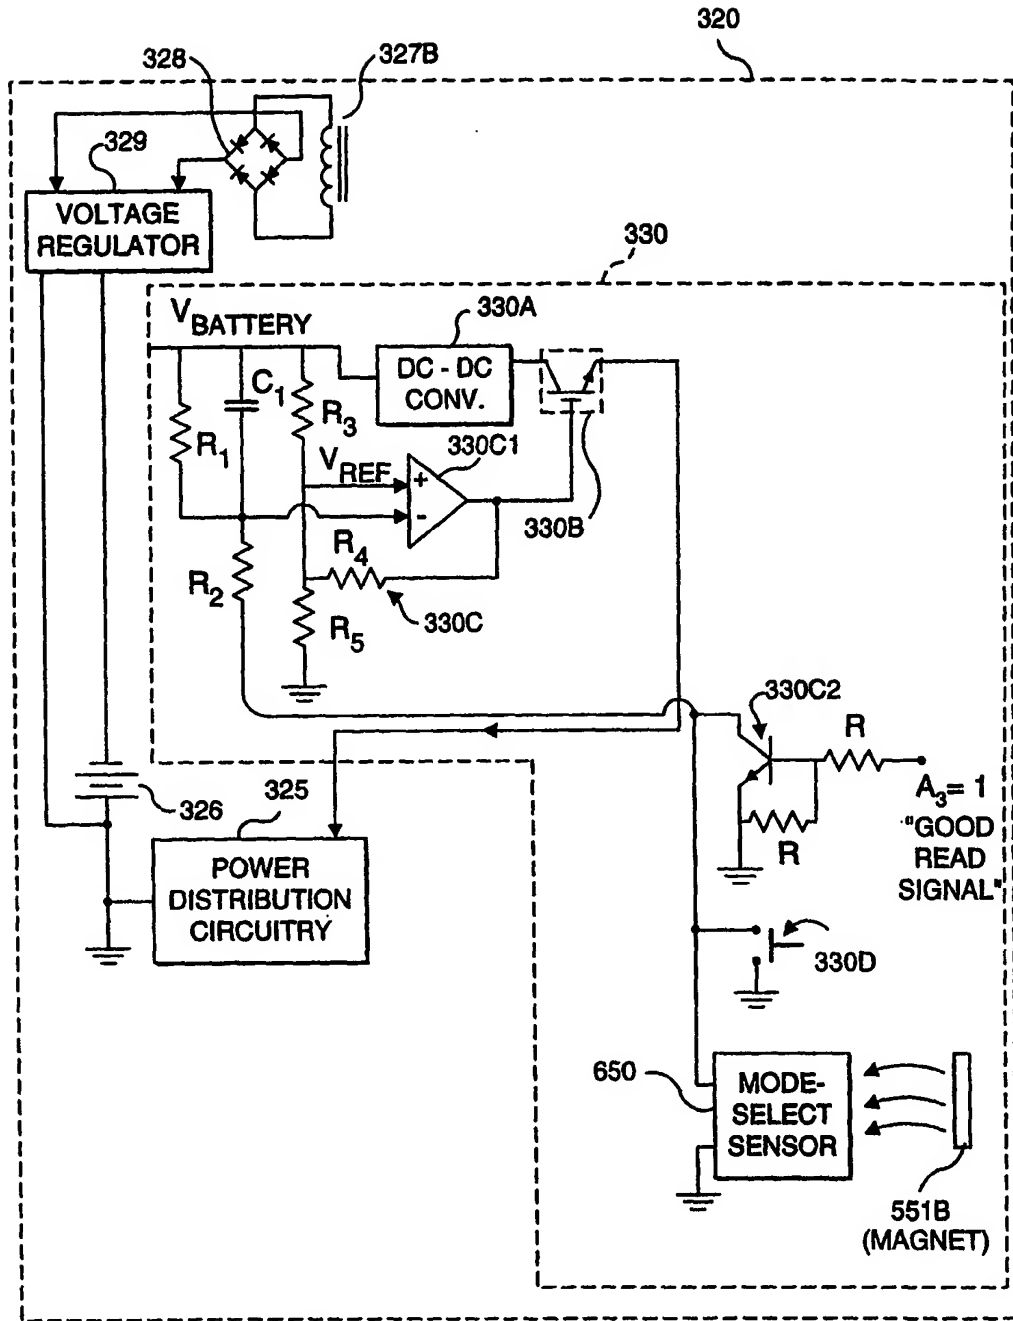 320
328
327B
329
VOLTAGE
REGULATOR
330
V BATTERY
330A
DC - DC
CONV.
C1
R3
R1
330C1
VREF
+
-
330B
R4
R2
330C
R5
330C2
R
A3= 1
"GOOD
READ
SIGNAL"
R
326
325
POWER
DISTRIBUTION
CIRCUITRY
330D
650
MODE-
SELECT
SENSOR
551B
(MAGNET)